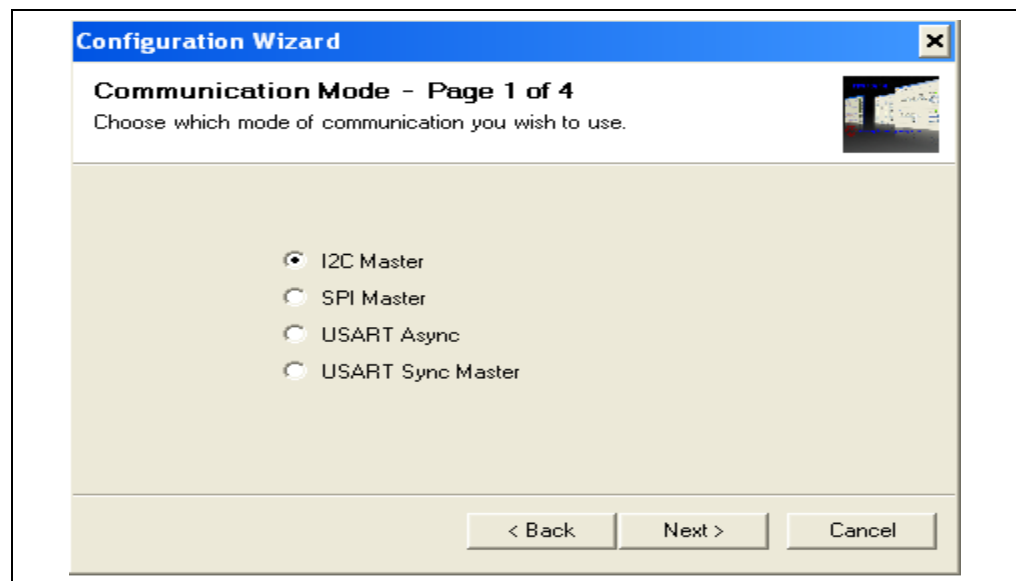 Configuration Wizard
Communication Mode - Page 1 of 4
Choose which mode of communication you wish to use.
I2C Master
SPI Master
USART Async
USART Sync Master
< Back Next > Cancel